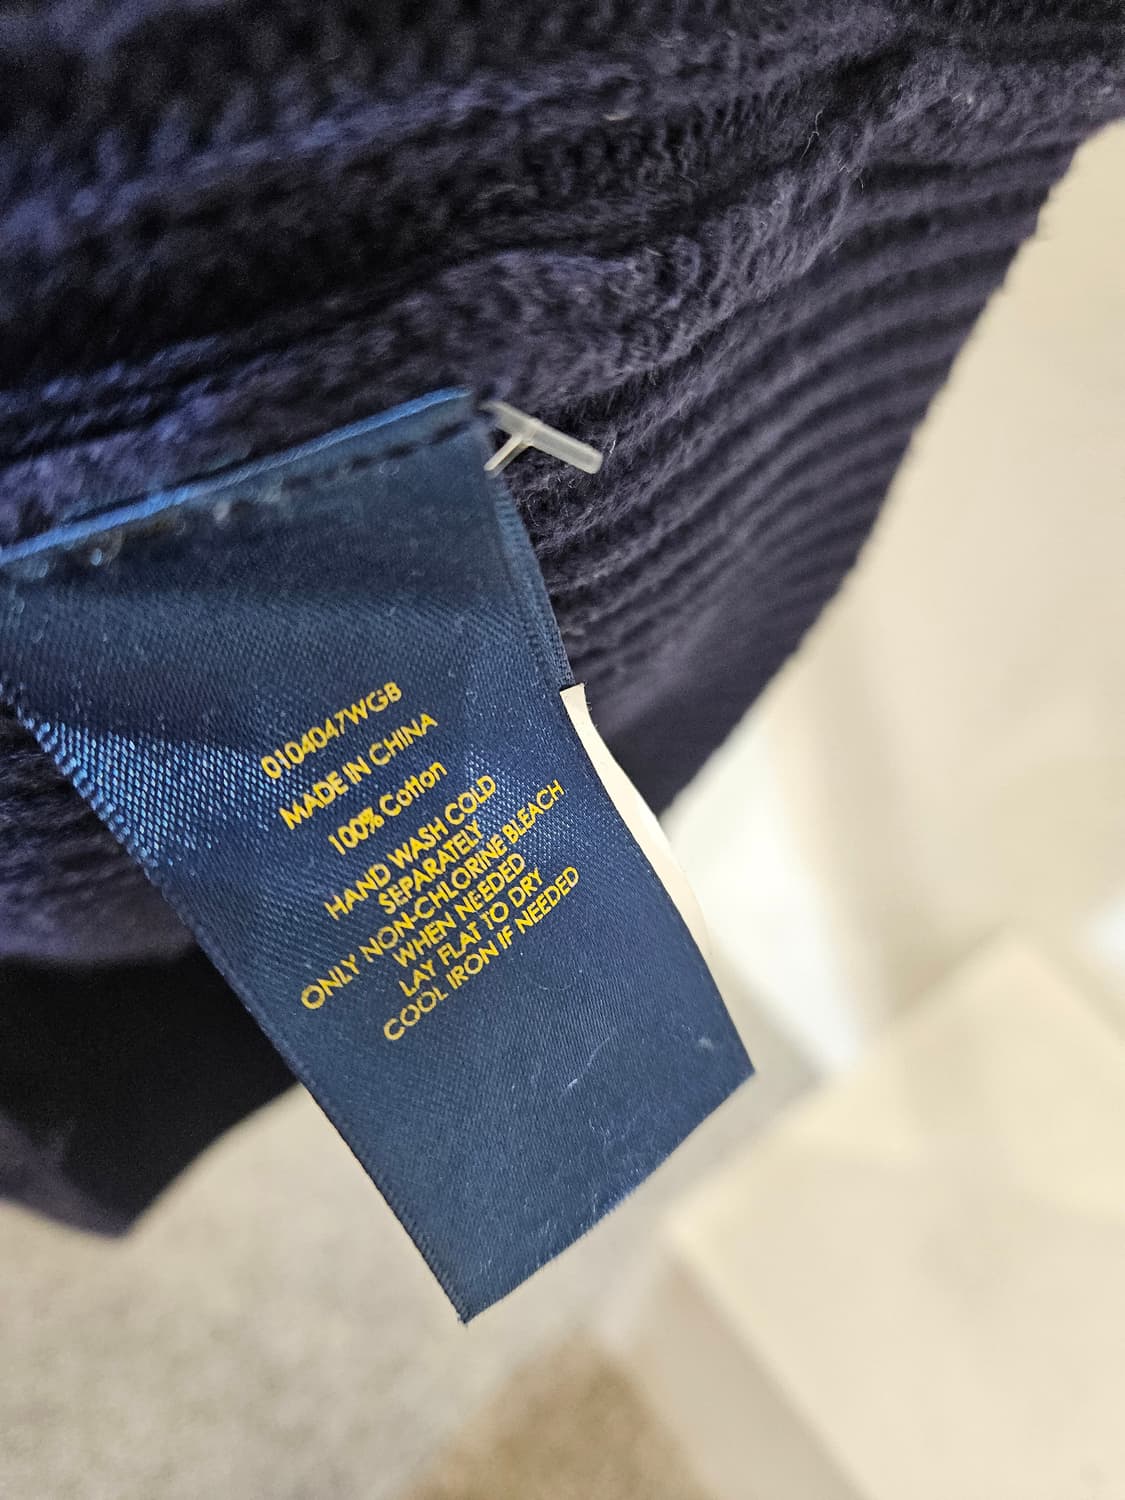 0104047WGB
MADE IN CHINA
100% Cotton
HAND WASH COLD
SEPARATELY
ONLY NON-CHLORINE BLEACH
WHEN NEEDED
LAY FLAT TO DRY
COOL IRON IF NEEDED